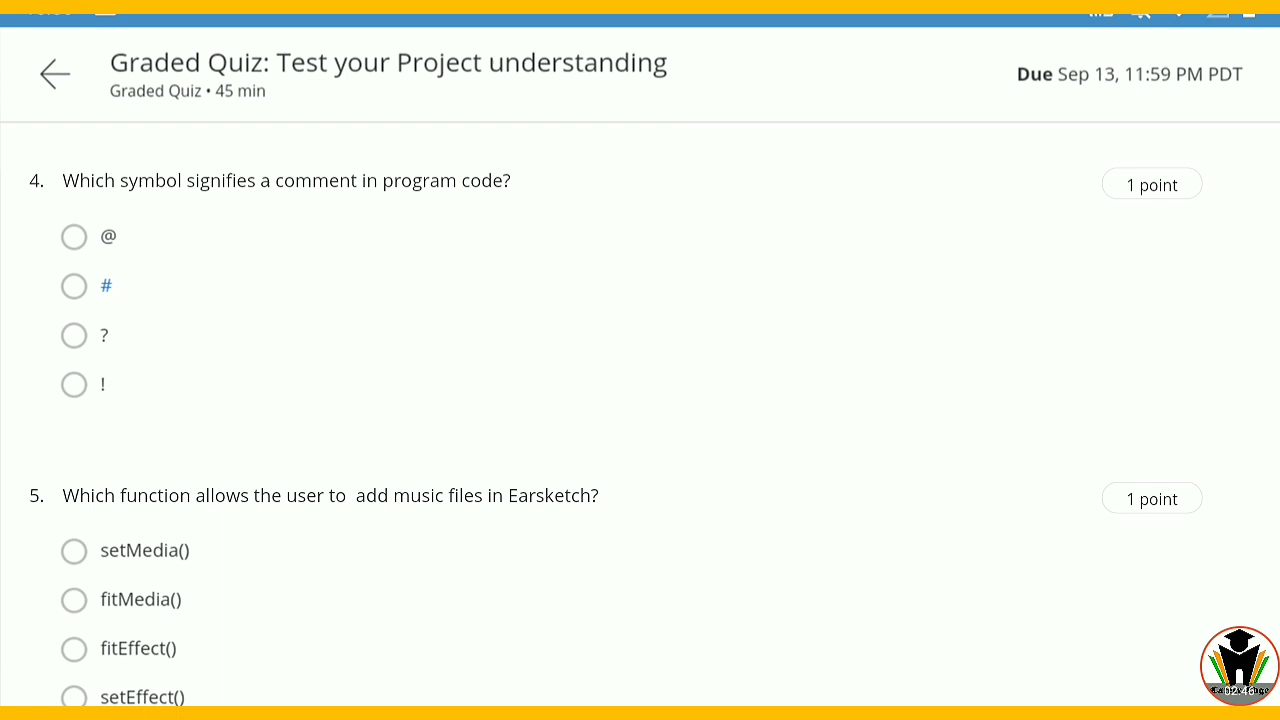 Graded Quiz: Test your Project understanding
Graded Quiz • 45 min
Due Sep 13, 11:59 PM PDT
4. Which symbol signifies a comment in program code?
1 point
@
#
?
!
5. Which function allows the user to  add music files in Earsketch?
1 point
setMedia()
fitMedia()
fitEffect()
setEffect()
02:46